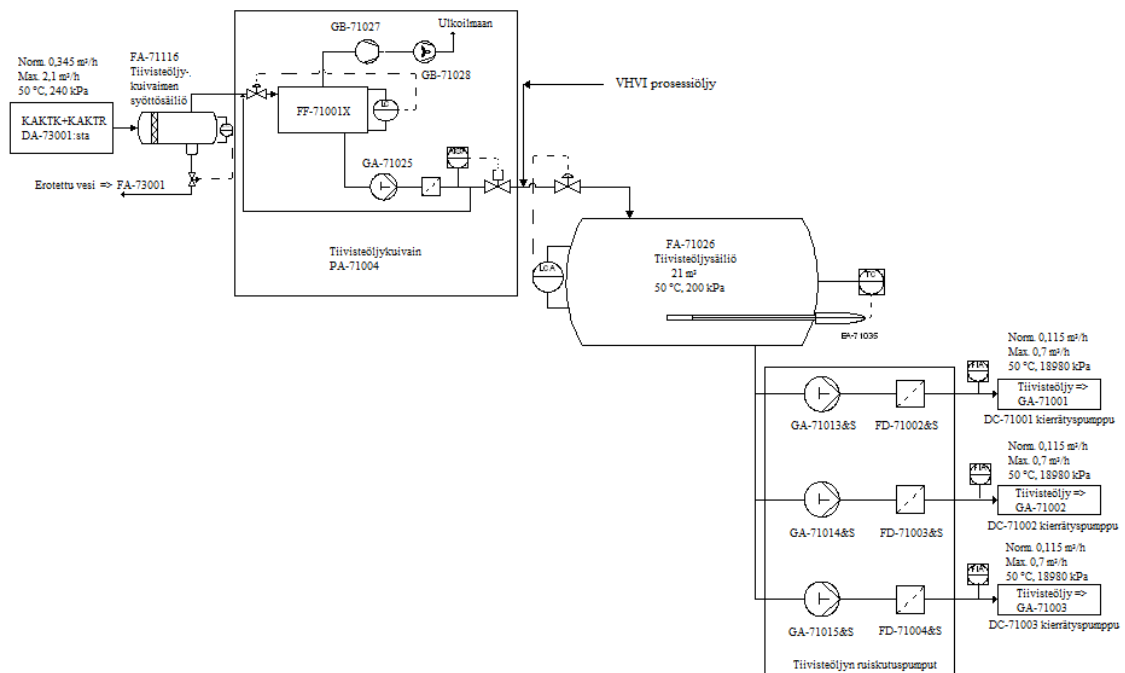 GB-71027
Ulkoilmaan
GB-71028
Norm. 0,345 m³/h
Max. 2,1 m³/h
50 °C, 240 kPa
FA-71116
Tiivisteöljy-
kuivaimen
syöttösäiliö
KAKTK+KAKTR
DA-73001:sta
FF-71001X
VHVI prosessiöljy
GA-71025
Erotettu vesi => FA-73001
Tiivisteöljykuivain
PA-71004
FA-71026
Tiivisteöljysäiliö
21 m³
50 °C, 200 kPa
LCA
TC
EA-71035
Norm. 0,115 m³/h
Max. 0,7 m³/h
50 °C, 18980 kPa
Tiivisteöljy =>
GA-71001
GA-71013&S
FD-71002&S
DC-71001 kierrätyspumppu
Norm. 0,115 m³/h
Max. 0,7 m³/h
50 °C, 18980 kPa
Tiivisteöljy =>
GA-71002
GA-71014&S
FD-71003&S
DC-71002 kierrätyspumppu
Norm. 0,115 m³/h
Max. 0,7 m³/h
50 °C, 18980 kPa
Tiivisteöljy =>
GA-71003
GA-71015&S
FD-71004&S
DC-71003 kierrätyspumppu
Tiivisteöljyn ruiskutuspumput